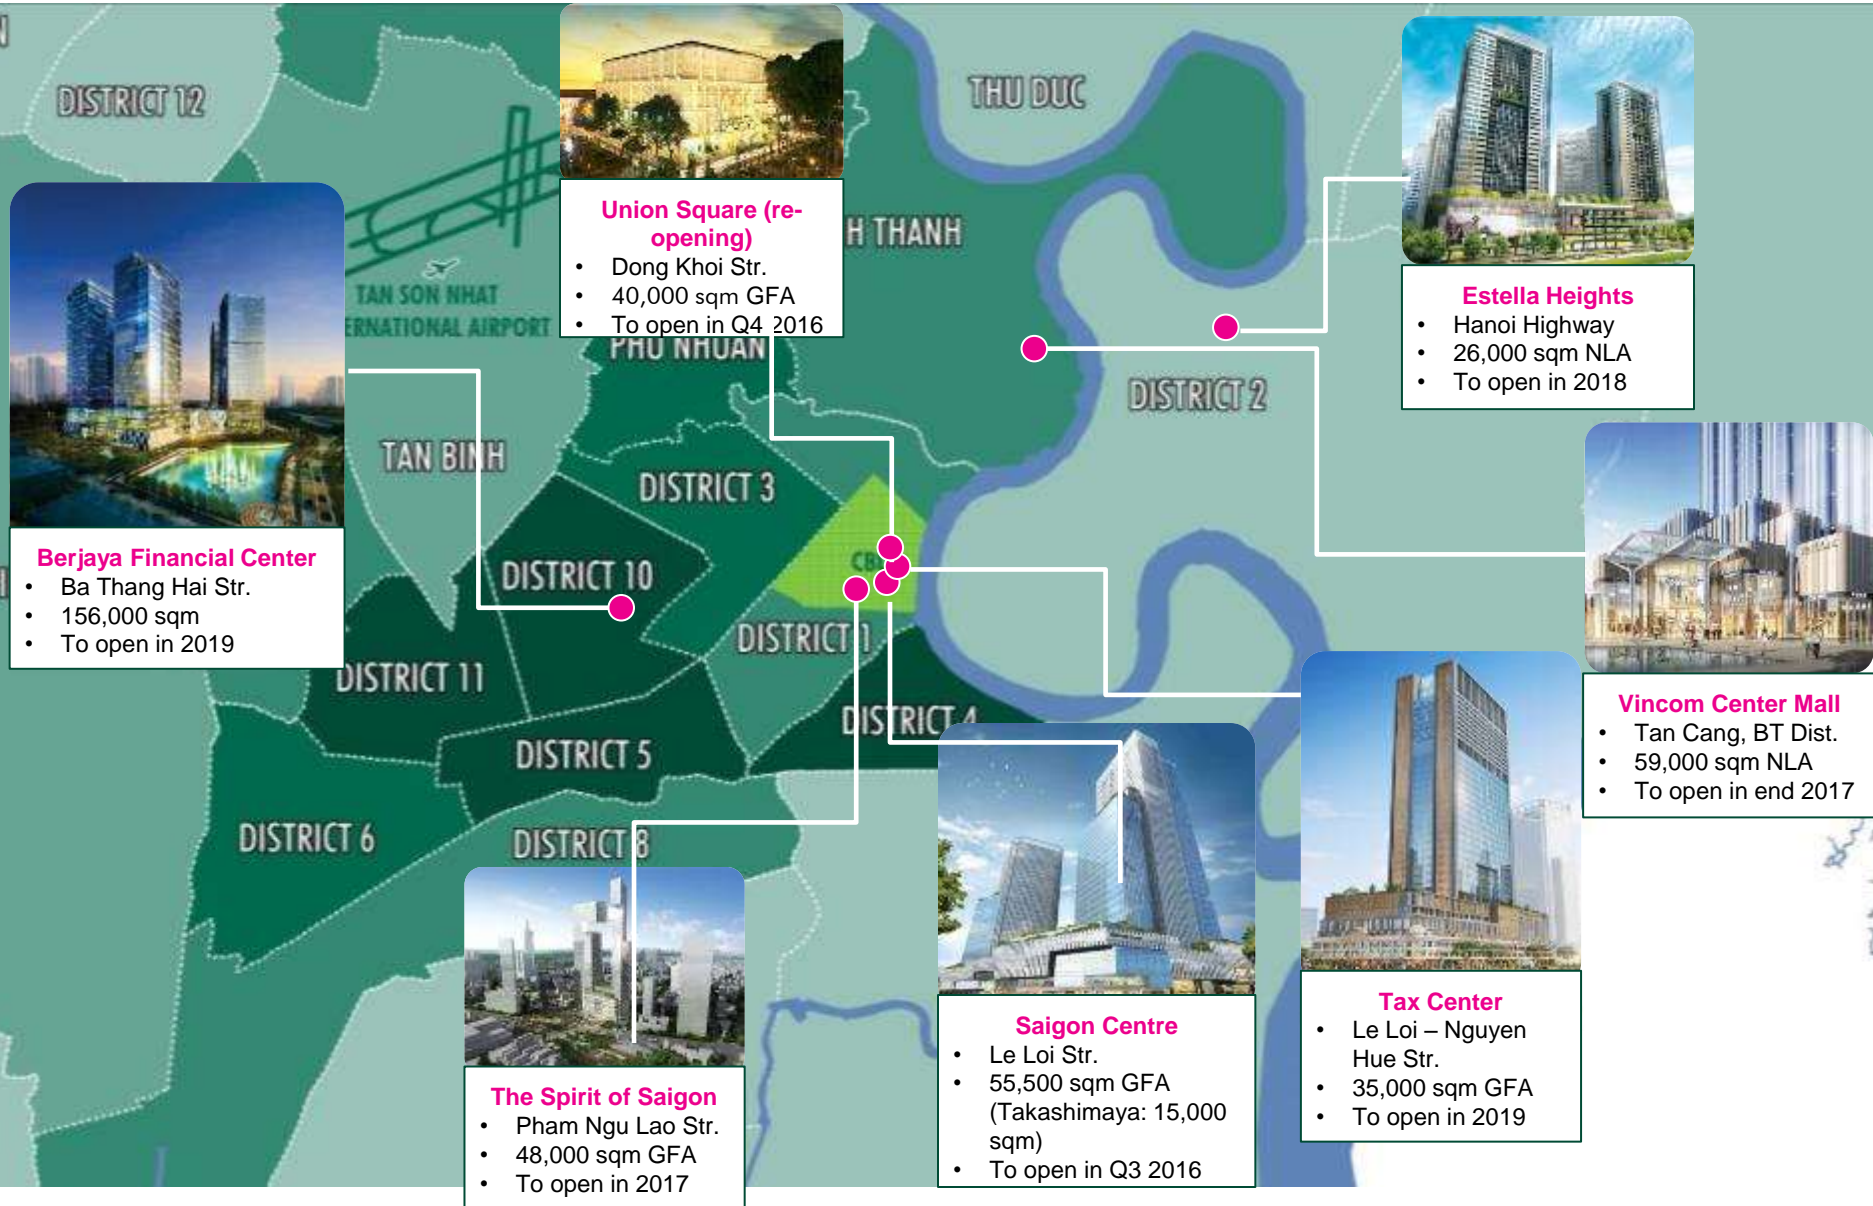 DISTRICT 12
THU DUC
H THANH
TAN SON NHAT
ERNATIONAL AIRPORT
PHU NHUAN
TAN BINH
DISTRICT 2
DISTRICT 3
DISTRICT 10
DISTRICT 1
DISTRICT 11
DISTRICT 4
DISTRICT 5
DISTRICT 6
DISTRICT 8
Union Square (re-
opening)
• Dong Khoi Str.
• 40,000 sqm GFA
• To open in Q4 2016
Estella Heights
• Hanoi Highway
• 26,000 sqm NLA
• To open in 2018
Berjaya Financial Center
• Ba Thang Hai Str.
• 156,000 sqm
• To open in 2019
Vincom Center Mall
• Tan Cang, BT Dist.
• 59,000 sqm NLA
• To open in end 2017
The Spirit of Saigon
• Pham Ngu Lao Str.
• 48,000 sqm GFA
• To open in 2017
Saigon Centre
• Le Loi Str.
• 55,500 sqm GFA
(Takashimaya: 15,000
sqm)
• To open in Q3 2016
Tax Center
• Le Loi – Nguyen
Hue Str.
• 35,000 sqm GFA
• To open in 2019